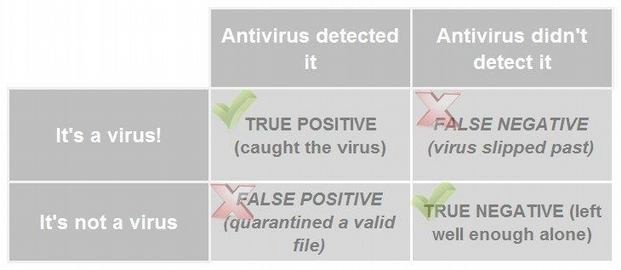 Antivirus detected
it
Antivirus didn't
detect it
It's a virus!
TRUE POSITIVE
(caught the virus)
FALSE NEGATIVE
(virus slipped past)
It's not a virus
FALSE POSITIVE
(quarantined a valid
file)
TRUE NEGATIVE (left
well enough alone)